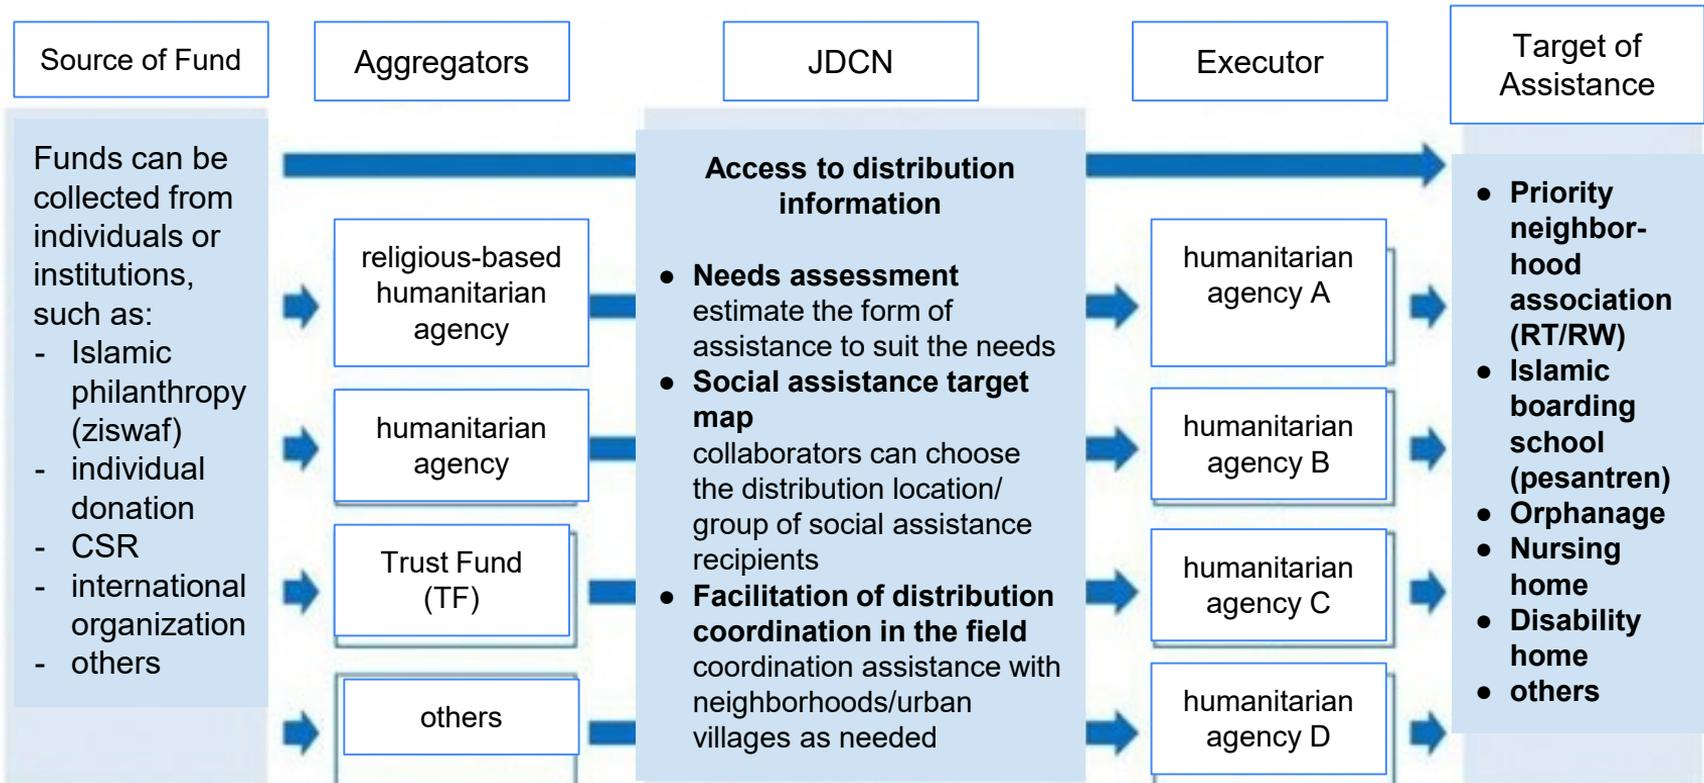 Source of Fund
Aggregators
JDCN
Executor
Target of
Assistance
Funds can be
collected from
individuals or
institutions,
such as:
- Islamic
philanthropy
(ziswaf)
- individual
donation
- CSR
- international
organization
- others
religious-based
humanitarian
agency
humanitarian
agency
Trust Fund
(TF)
others
Access to distribution
information
● Needs assessment
estimate the form of
assistance to suit the needs
● Social assistance target
map
collaborators can choose
the distribution location/
group of social assistance
recipients
● Facilitation of distribution
coordination in the field
coordination assistance with
neighborhoods/urban
villages as needed
humanitarian
agency A
humanitarian
agency B
humanitarian
agency C
humanitarian
agency D
● Priority
neighbor-
hood
association
(RT/RW)
● Islamic
boarding
school
(pesantren)
● Orphanage
● Nursing
home
● Disability
home
● others